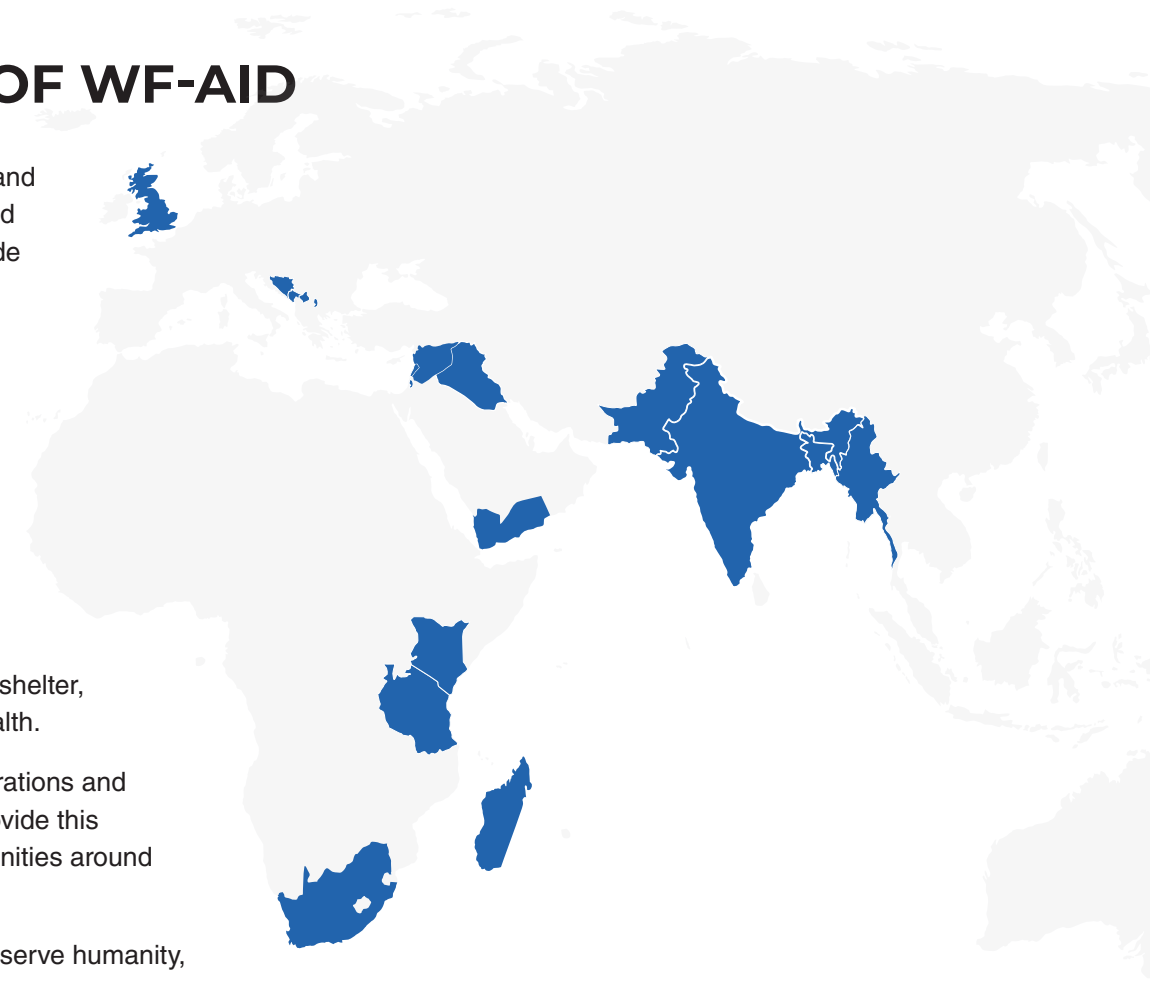 OF WF-AID
and
d
de
shelter,
alth.
rations and
vide this
nities around
serve humanity,